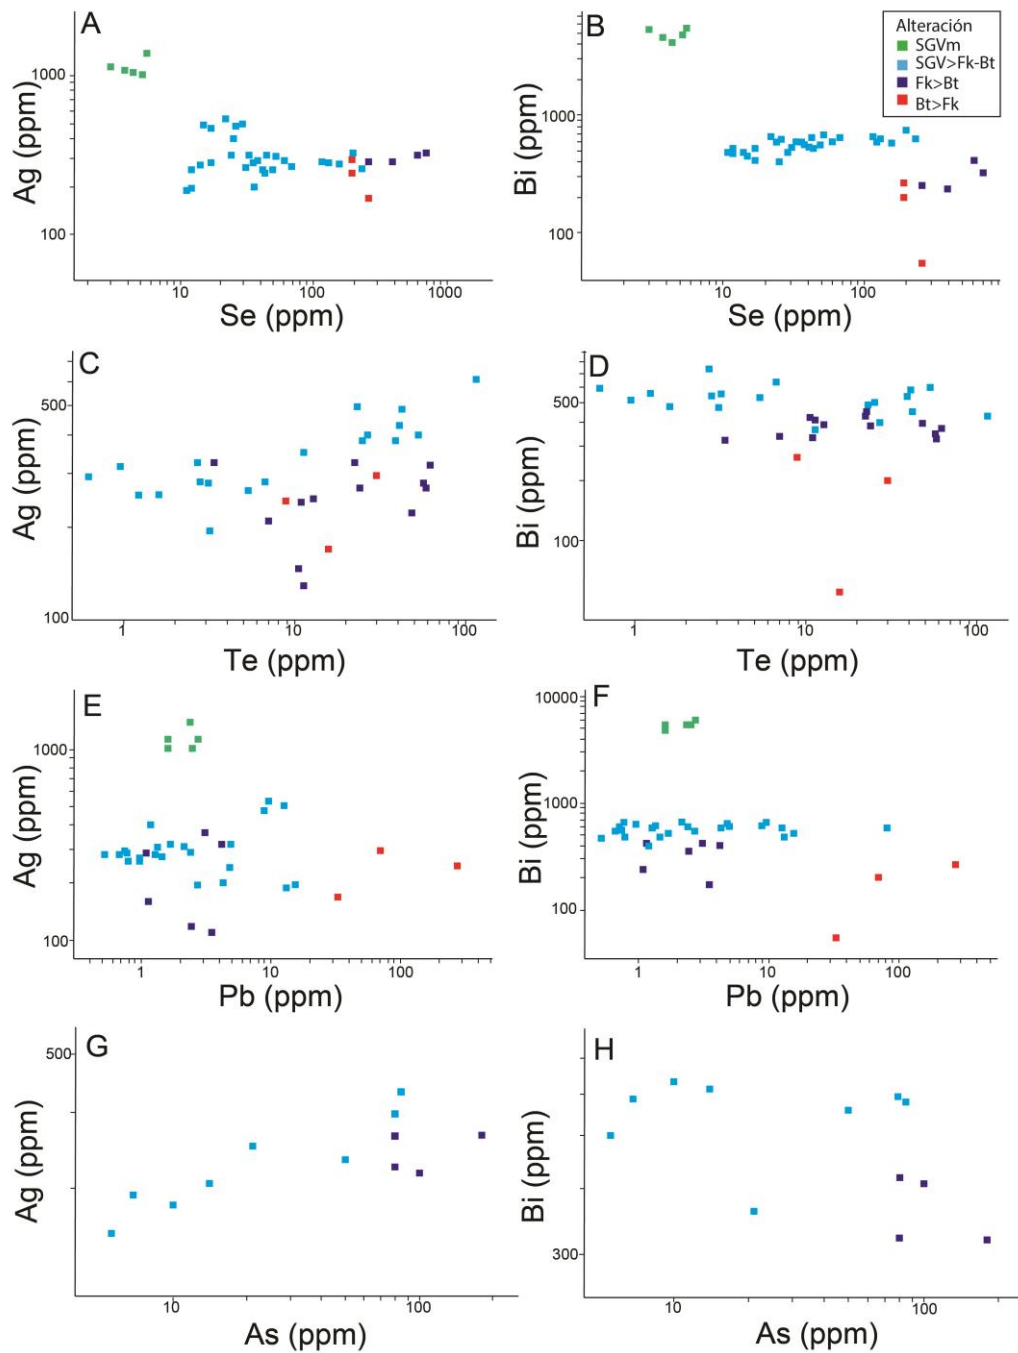 A
Ag (ppm)
1000
100
10
100
1000
Se (ppm)
B
Bi (ppm)
1000
100
10
100
Se (ppm)
Alteración
SGVm
SGV>Fk-Bt
Fk>Bt
Bt>Fk
C
Ag (ppm)
500
100
1
10
100
Te (ppm)
D
Bi (ppm)
500
100
1
10
100
Te (ppm)
E
Ag (ppm)
1000
100
1
10
100
Pb (ppm)
F
Bi (ppm)
10000
1000
100
1
10
100
Pb (ppm)
G
Ag (ppm)
500
10
100
As (ppm)
H
Bi (ppm)
300
10
100
As (ppm)